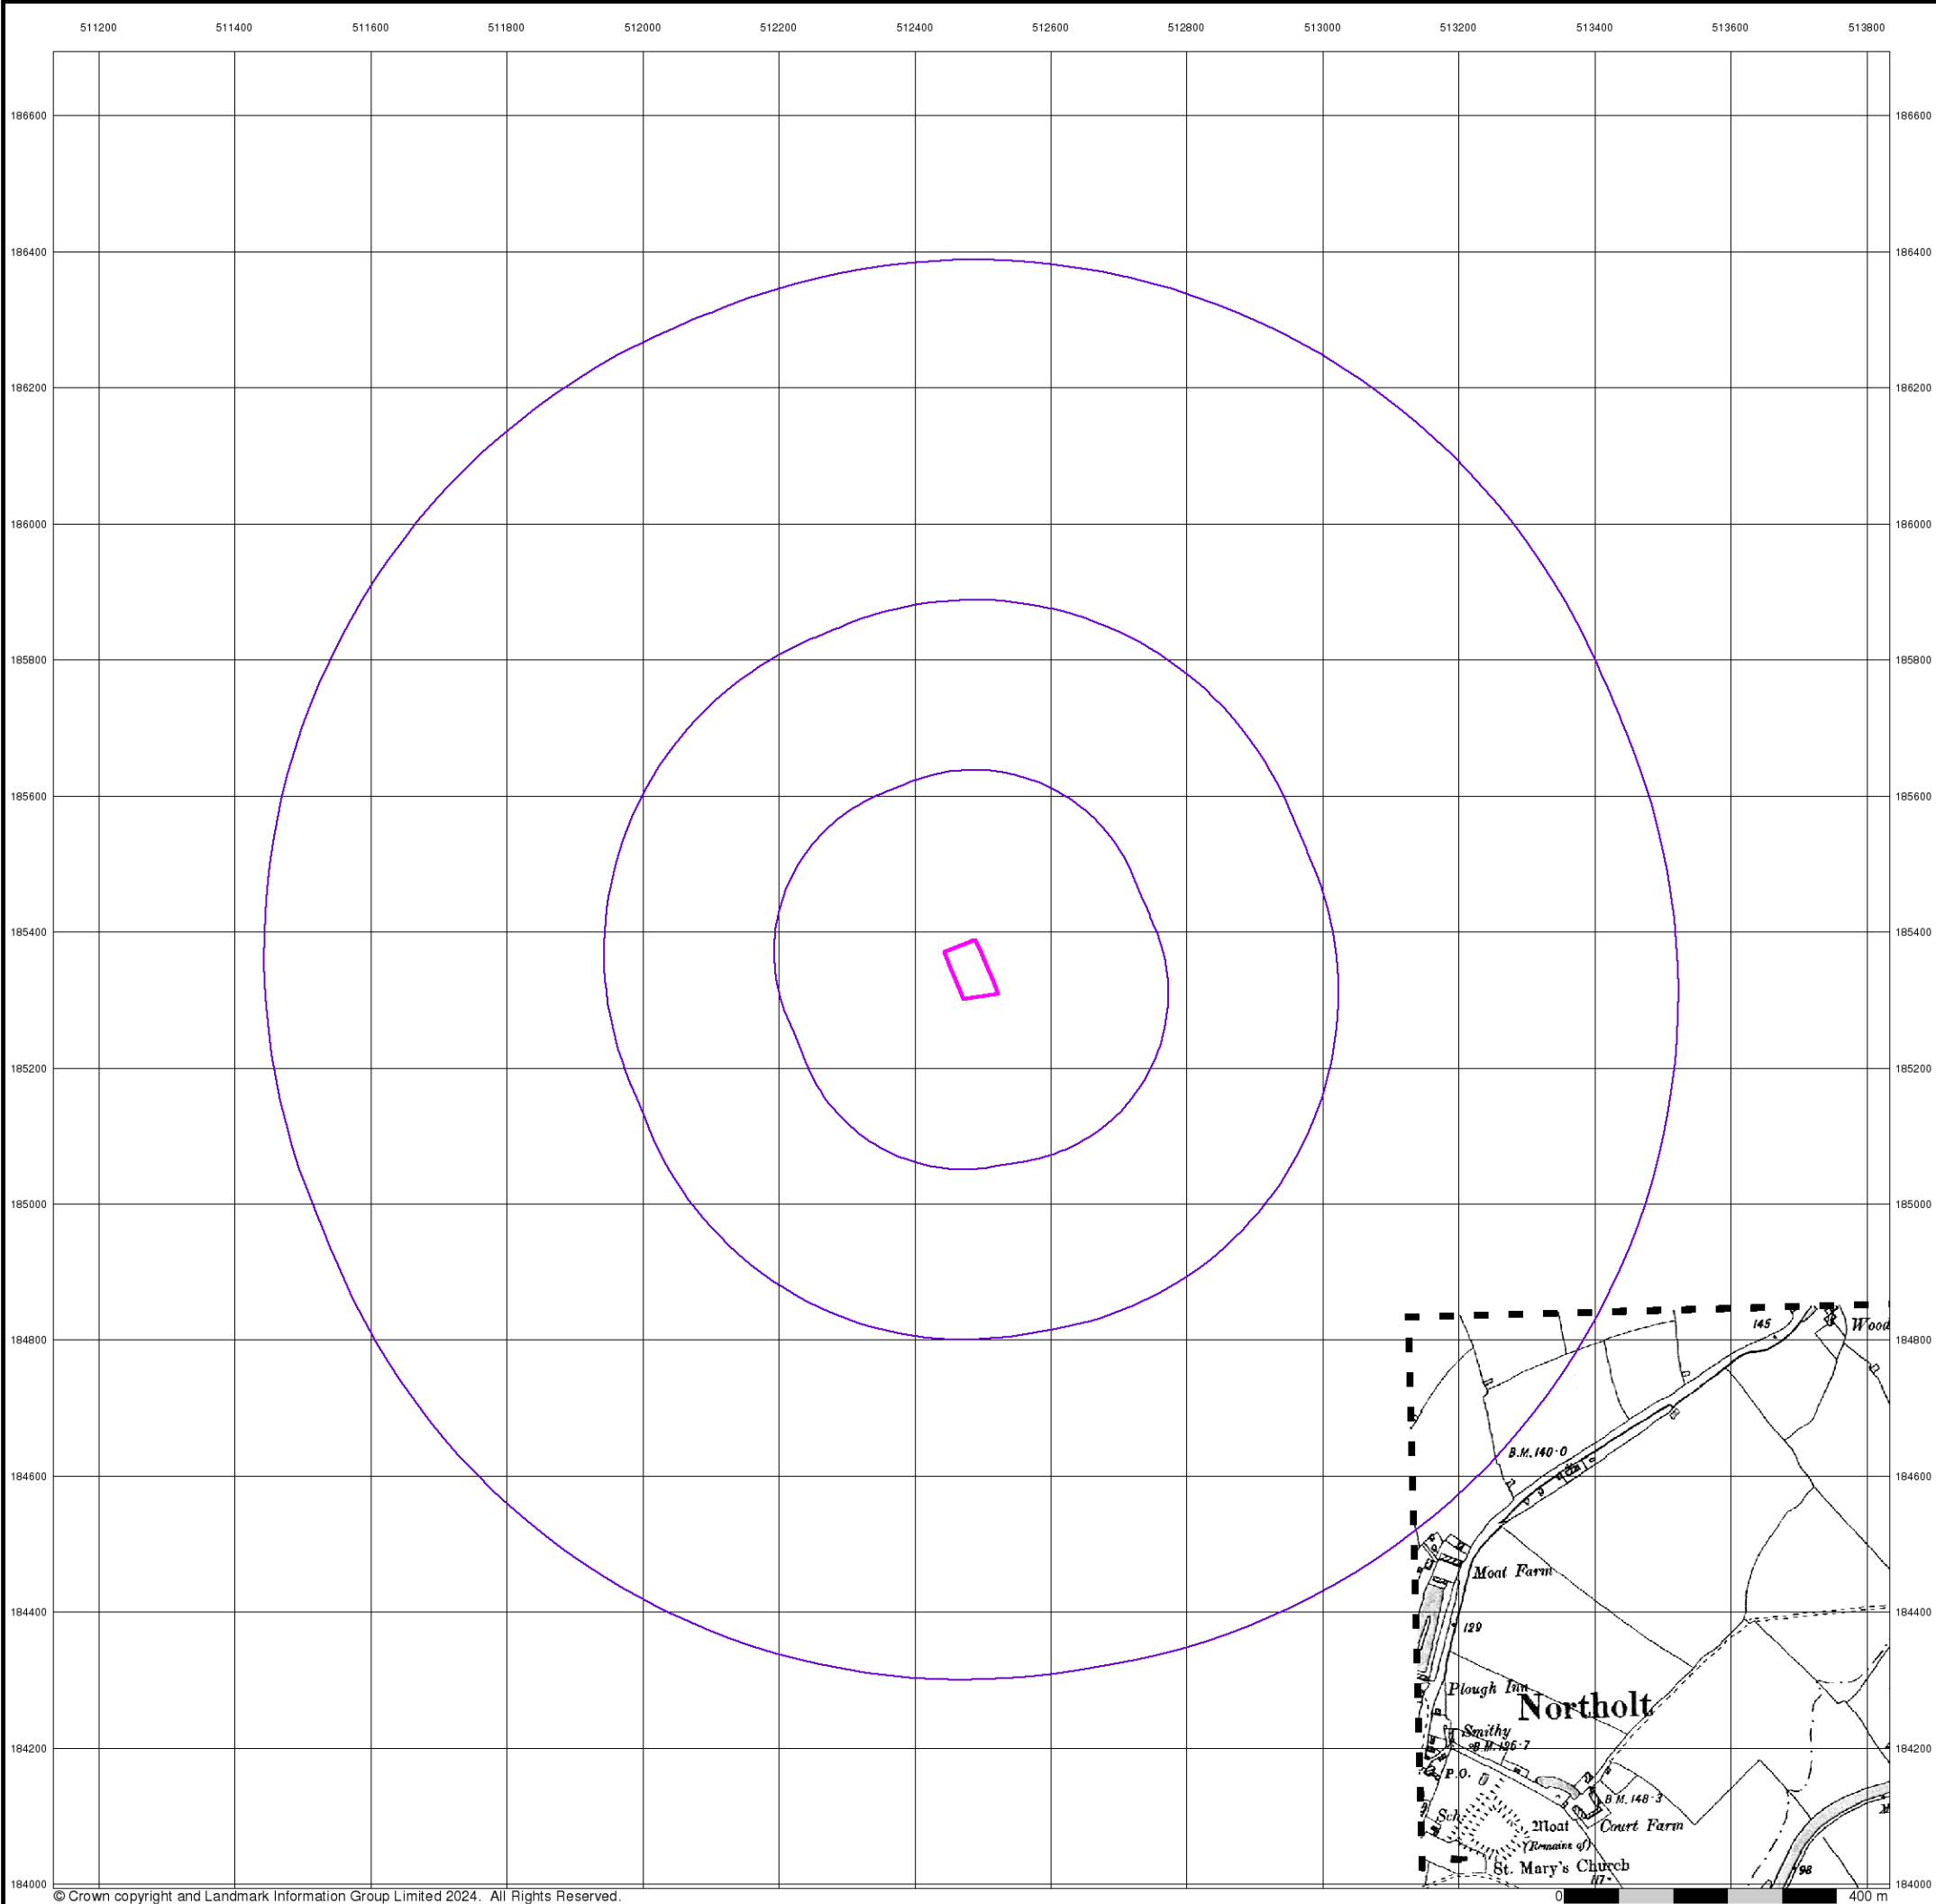 511200 511400 511600 511800 512000 512200 512400 512600 512800 513000 513200 513400 513600 513800
186600 186600
186400 186400
186200 186200
186000 186000
185800 185800
185600 185600
185400 185400
185200 185200
185000 185000
145 Wood
184800 184800
B.M. 140·0
184600 184600
Moat Farm
184400 184400
129
Plough Inn
Northolt
Smithy
184200 B.M. 126·7 184200
P.O.
B.M. 148·3
Sch.
Moat Court Farm
(Remains of)
St. Mary's Church
98
117·
184000 184000
© Crown copyright and Landmark Information Group Limited 2024. All Rights Reserved. 0 400 m